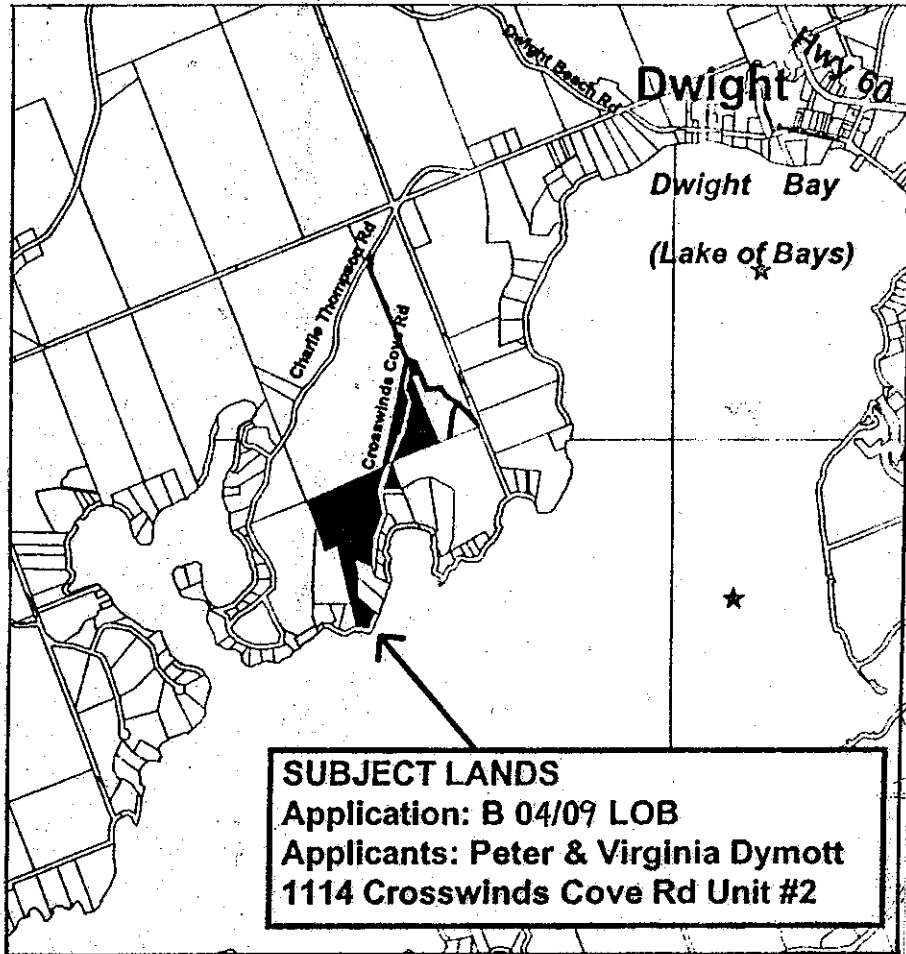 Dwight Beach Rd
Hwy 60
Dwight
Dwight Bay
(Lake of Bays)
Charlie Thompson Rd
Crosswinds Cove Rd
SUBJECT LANDS
Application: B 04/09 LOB
Applicants: Peter & Virginia Dymott
1114 Crosswinds Cove Rd Unit #2